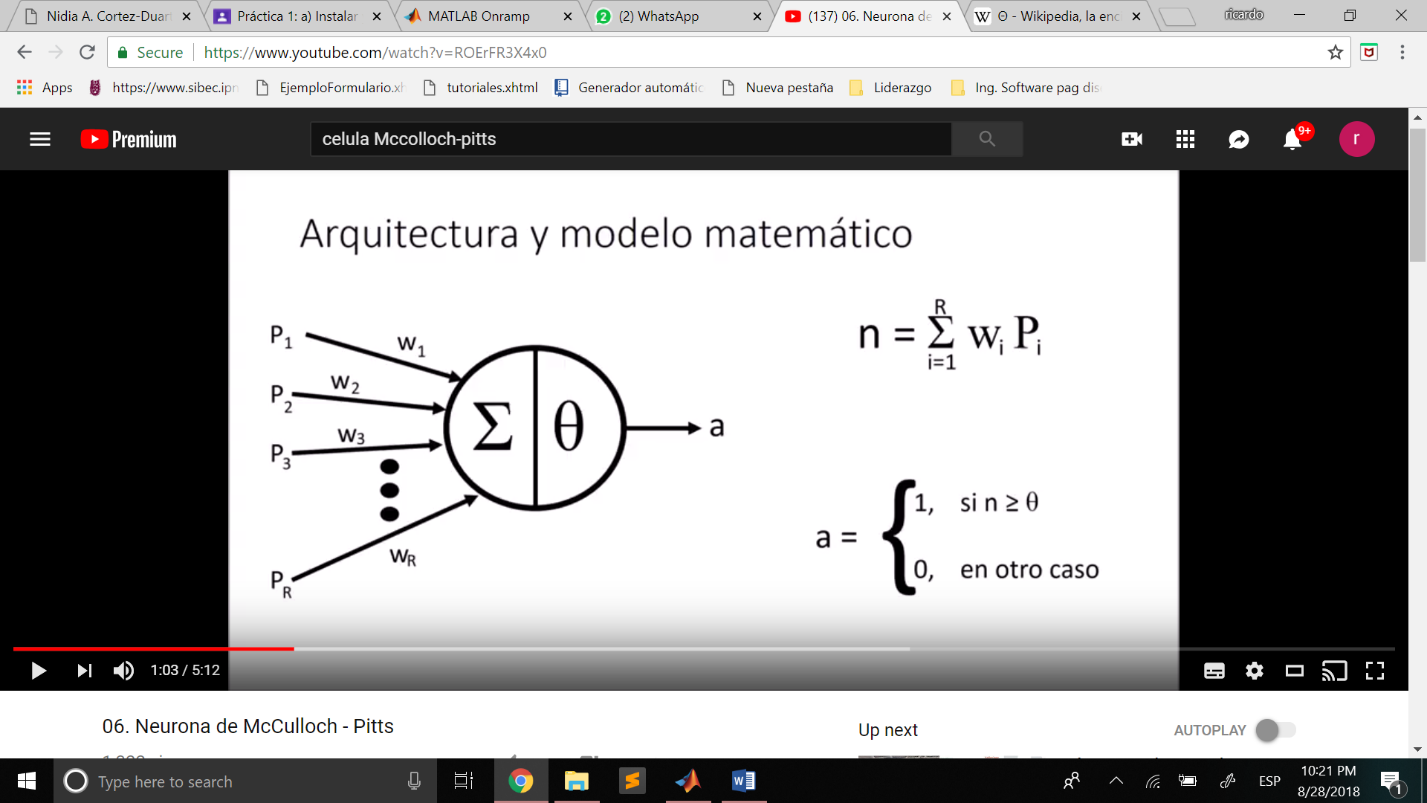 Nidia A. Cortez-Duart
Práctica 1: a) Instalar
MATLAB Onramp
(2) WhatsApp
(137) 06. Neurona de
Θ - Wikipedia, la enc
ricardo
Secure
https://www.youtube.com/watch?v=ROErFR3X4x0
Apps
https://www.sibec.ipn
EjemploFormulario.xh
tutoriales.xhtml
Generador automátic
Nueva pestaña
Liderazgo
Ing. Software pag dis
Premium
celula Mccolloch-pitts
9+
r
Arquitectura y modelo matemático
P1
w1
P2
w2
P3
w3
PR
wR
Σ θ
a
R
n = Σ wi Pi
i=1
1, si n ≥ θ
a = {
0, en otro caso
1:03 / 5:12
06. Neurona de McCulloch - Pitts
Up next
AUTOPLAY
Type here to search
ESP
10:21 PM
8/28/2018
1